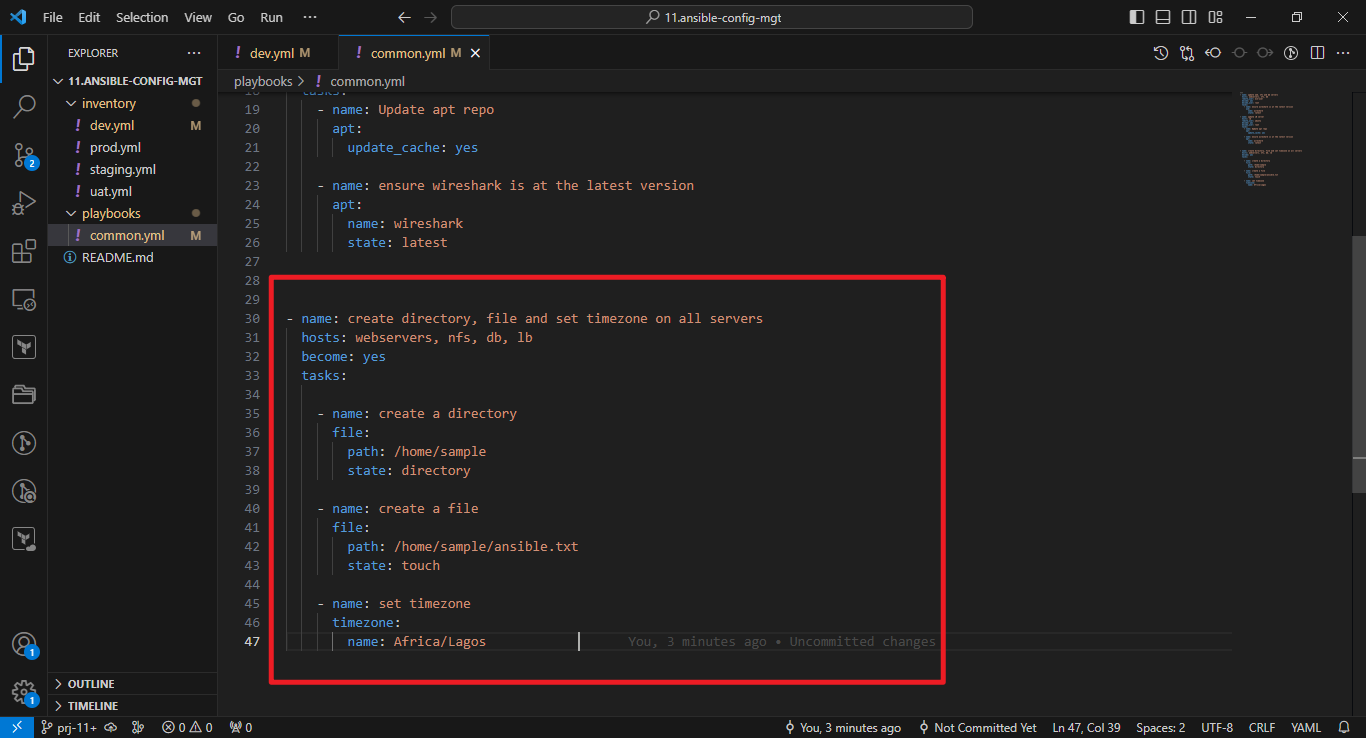 File Edit Selection View Go Run ··· 11.ansible-config-mgt
EXPLORER ···
11.ANSIBLE-CONFIG-MGT
inventory
! dev.yml M
! prod.yml
! staging.yml
! uat.yml
playbooks
! common.yml M
README.md
OUTLINE
TIMELINE
2
1
1
! dev.yml M ! common.yml M
playbooks > ! common.yml
18 tasks:
19 - name: Update apt repo
20 apt:
21 update_cache: yes
22
23 - name: ensure wireshark is at the latest version
24 apt:
25 name: wireshark
26 state: latest
27
28
29
30 - name: create directory, file and set timezone on all servers
31 hosts: webservers, nfs, db, lb
32 become: yes
33 tasks:
34
35 - name: create a directory
36 file:
37 path: /home/sample
38 state: directory
39
40 - name: create a file
41 file:
42 path: /home/sample/ansible.txt
43 state: touch
44
45 - name: set timezone
46 timezone:
47 name: Africa/Lagos You, 3 minutes ago • Uncommitted changes
prj-11+ 0 0 0 You, 3 minutes ago Not Committed Yet Ln 47, Col 39 Spaces: 2 UTF-8 CRLF YAML